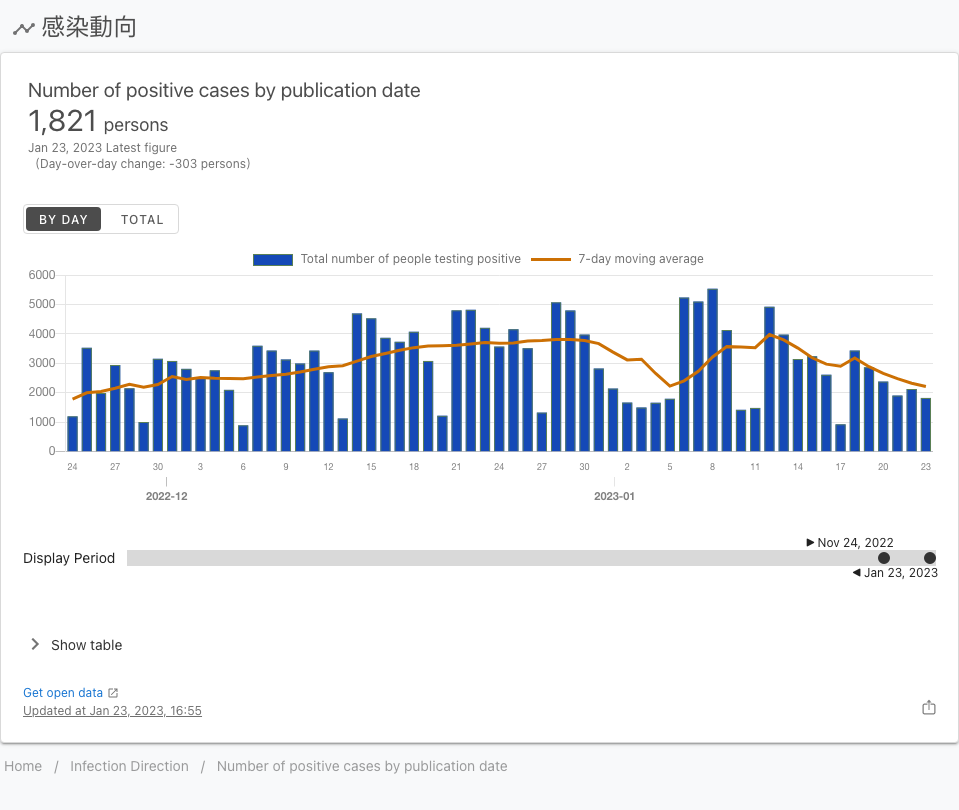 感染動向
Number of positive cases by publication date
1,821 persons
Jan 23, 2023 Latest figure
(Day-over-day change: -303 persons)
BY DAY TOTAL
Total number of people testing positive 7-day moving average
6000
5000
4000
3000
2000
1000
0
24 27 30 3 6 9 12 15 18 21 24 27 30 2 5 8 11 14 17 20 23
2022-12 2023-01
Nov 24, 2022
Display Period
Jan 23, 2023
Show table
Get open data
Updated at Jan 23, 2023, 16:55
Home / Infection Direction / Number of positive cases by publication date